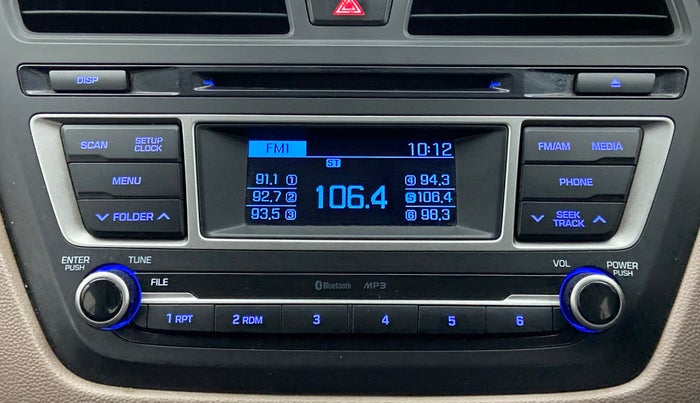 DISP
SCAN
SETUP CLOCK
MENU
FOLDER
FM1 10:12
ST
91.1 1
92.7 2
93.5 3
106.4
4 94.3
5 106.4
6 98.3
FM/AM MEDIA
PHONE
SEEK TRACK
ENTER PUSH
TUNE
FILE
Bluetooth MP3
VOL
POWER PUSH
1 RPT 2 RDM 3 4 5 6